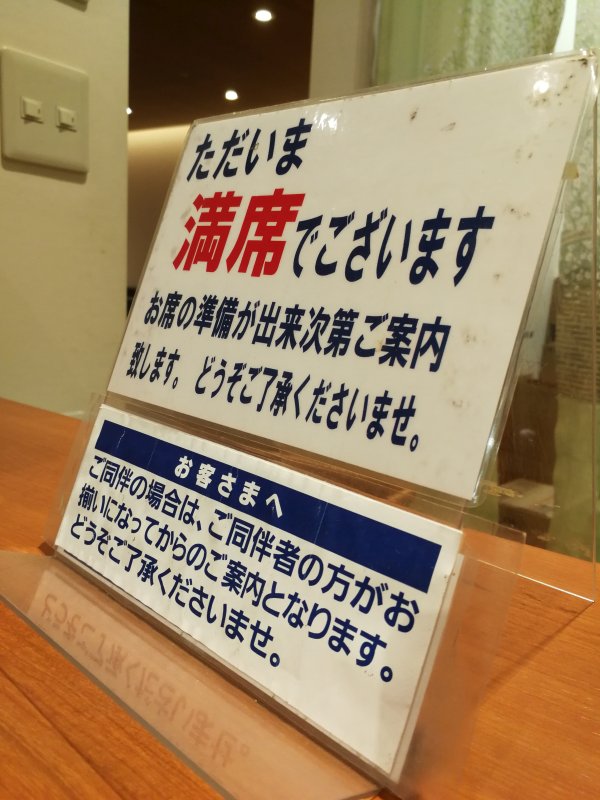 ただいま
満席でございます
お席の準備が出来次第ご案内
致します。 どうぞご了承くださいませ。
お客さまへ
ご同伴の場合は、ご同伴者の方がお
揃いになってからのご案内となります。
どうぞご了承くださいませ。